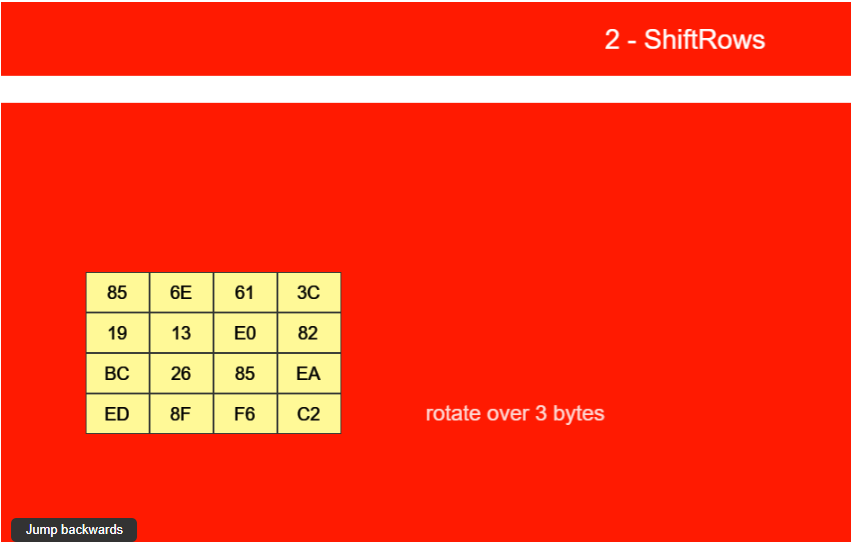 2 - ShiftRows
85 6E 61 3C
19 13 E0 82
BC 26 85 EA
ED 8F F6 C2
rotate over 3 bytes
Jump backwards